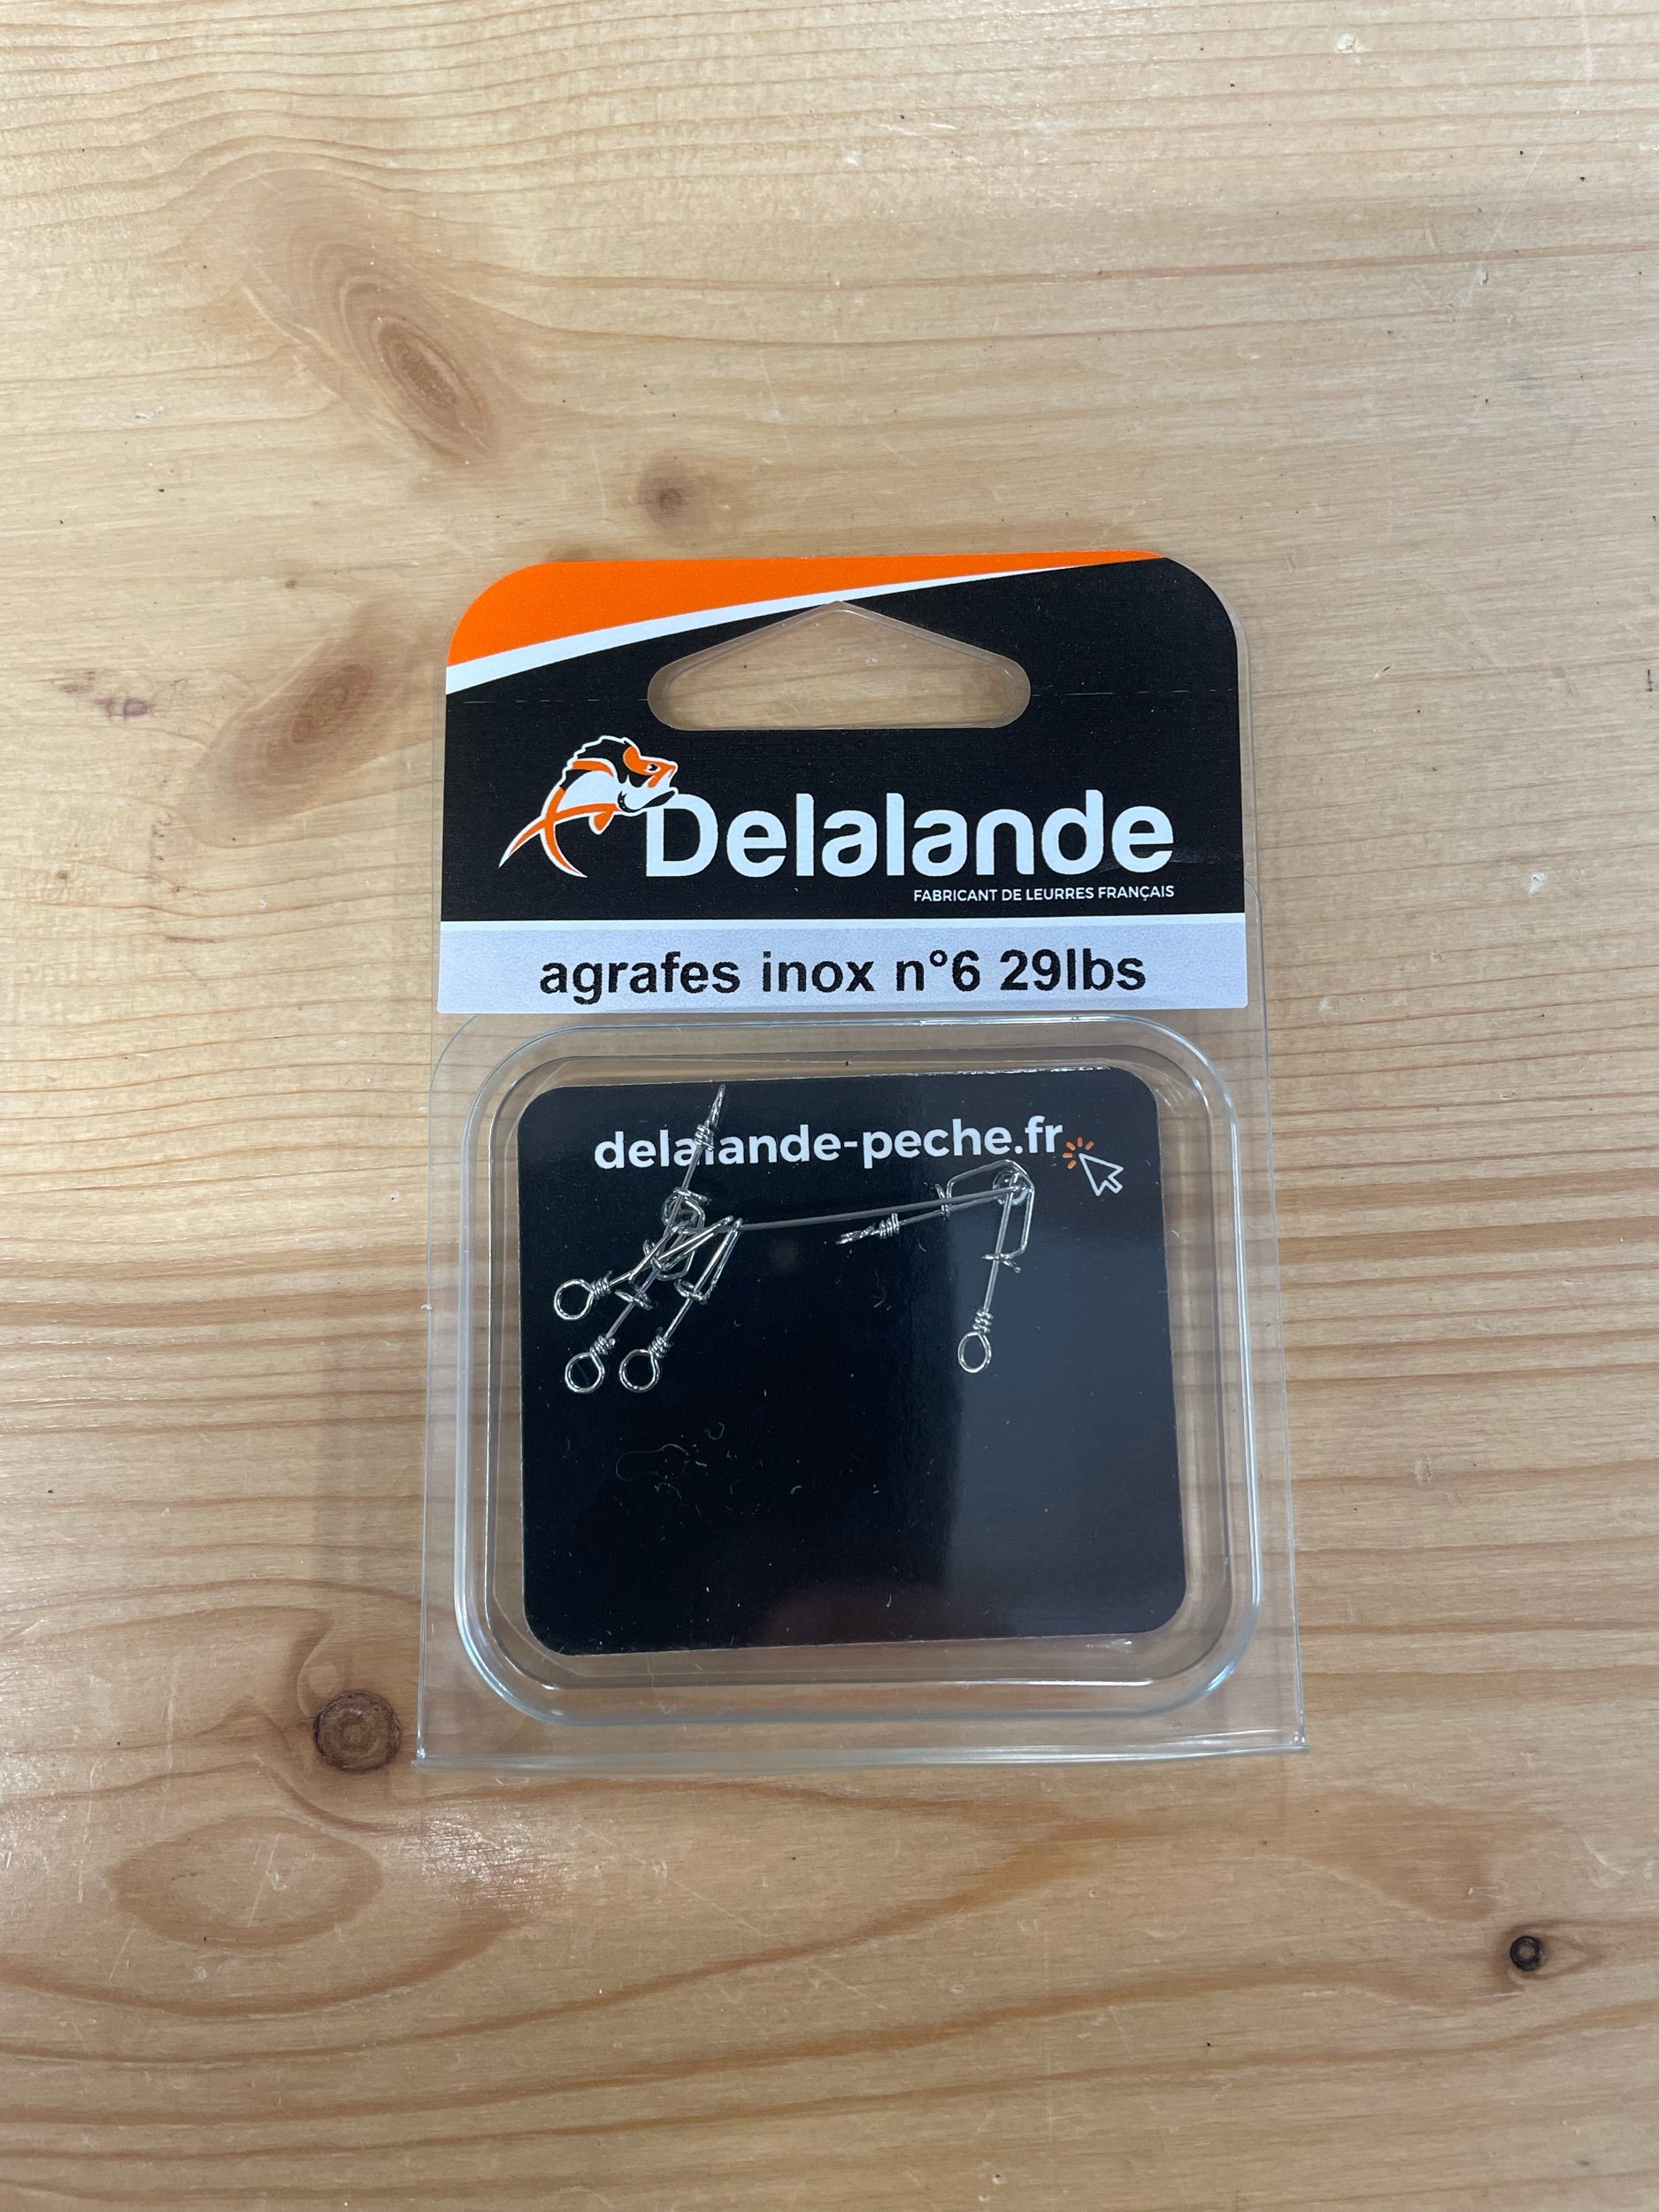 Delalande
FABRICANT DE LEURRES FRANÇAIS
agrafes inox n°6 29lbs
delalande-peche.fr